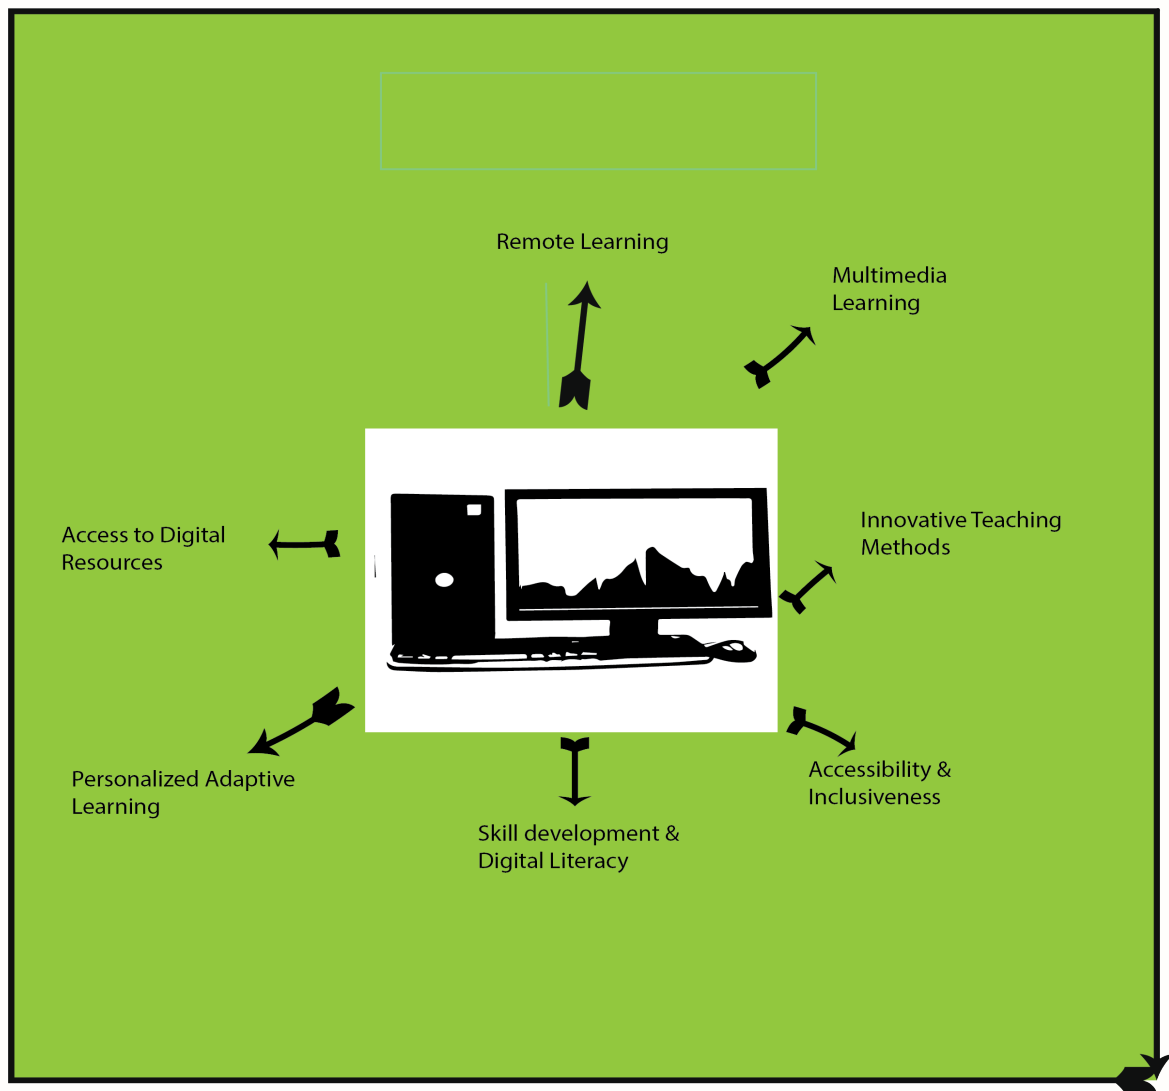 Remote Learning
Multimedia
Learning
Access to Digital
Resources
Innovative Teaching
Methods
Personalized Adaptive
Learning
Accessibility &
Inclusiveness
Skill development &
Digital Literacy